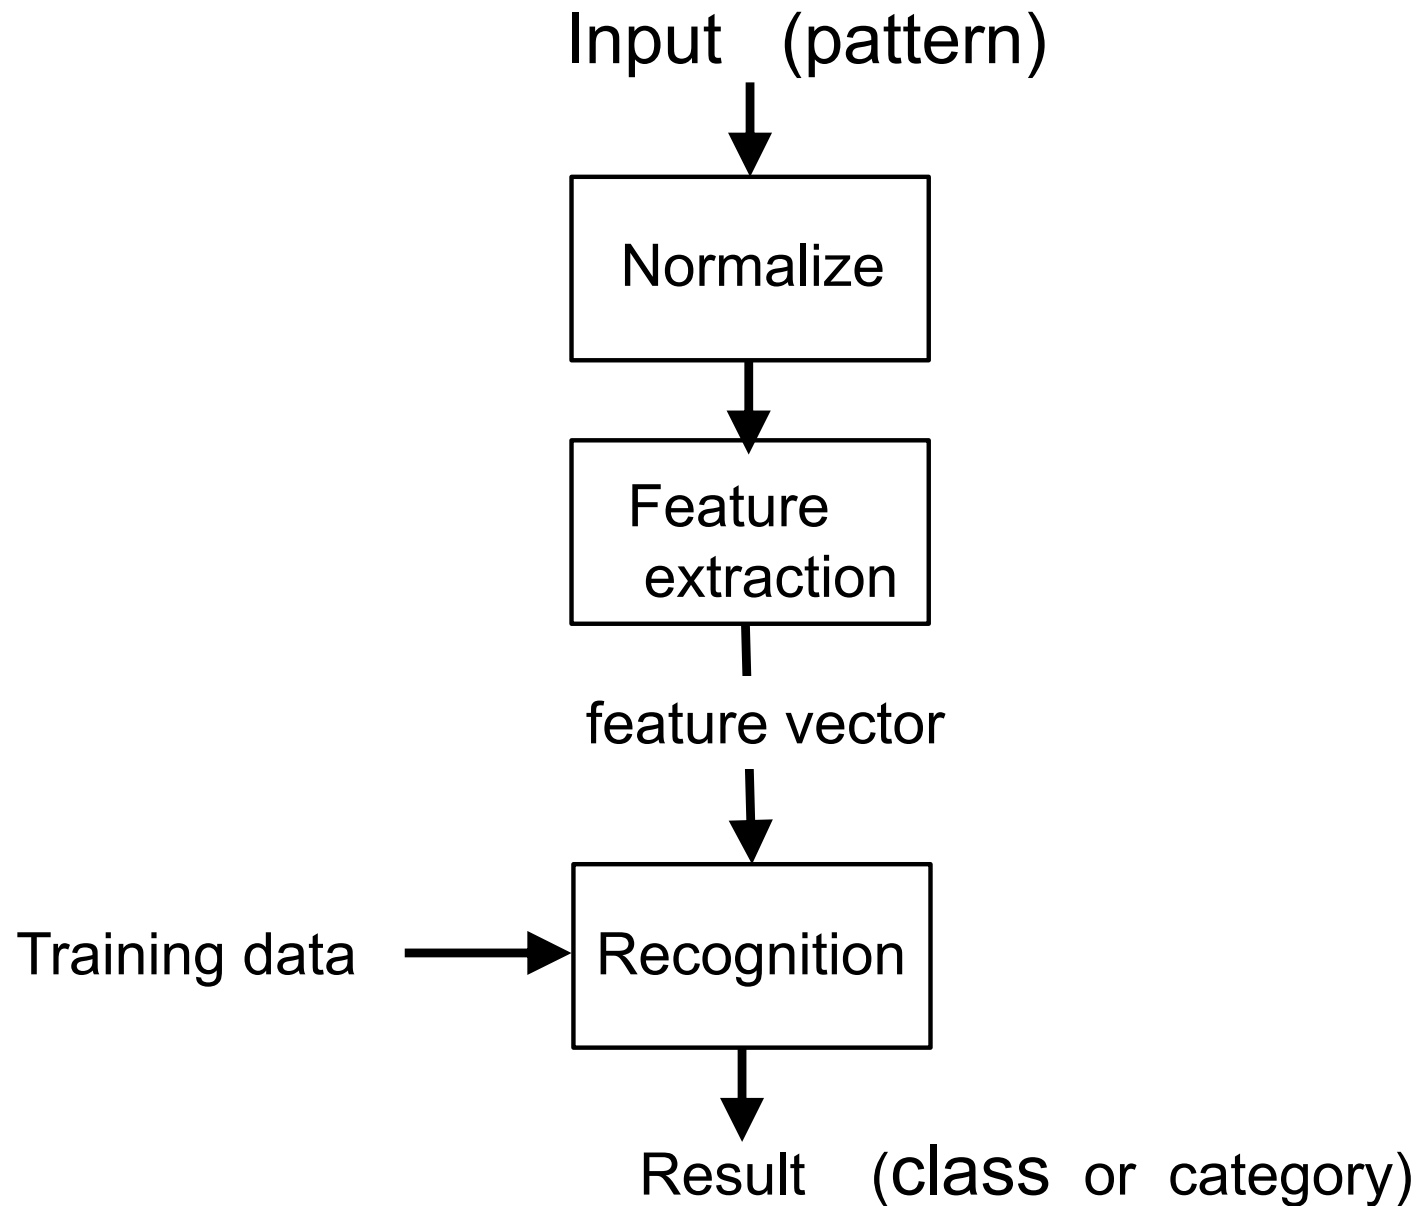 Input (pattern)
Normalize
Feature
extraction
feature vector
Training data
Recognition
Result (class or category)